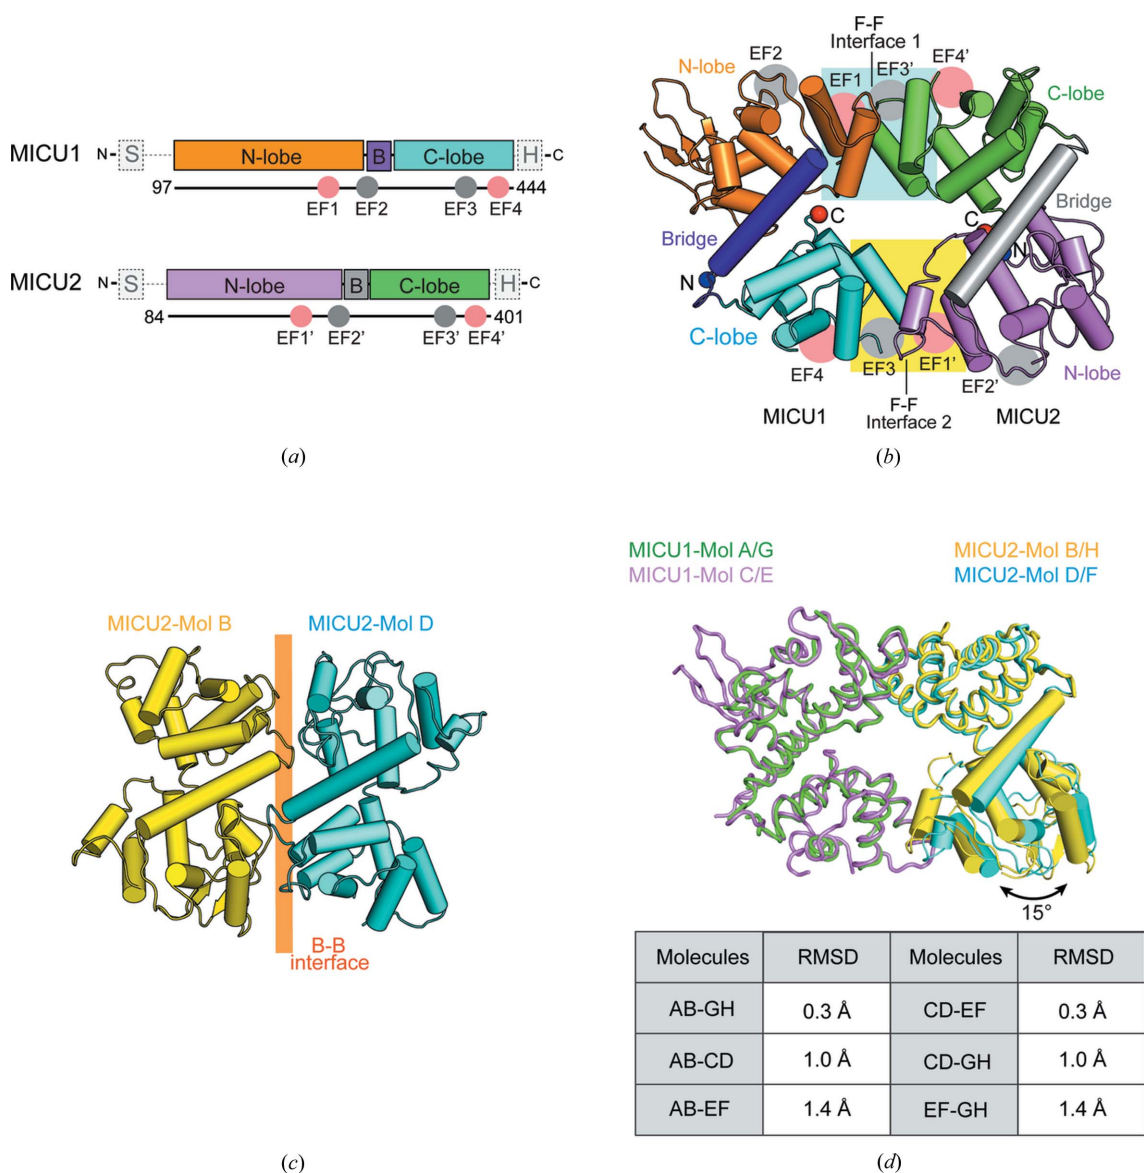 MICU1
N-
S
N-lobe
B
C-lobe
H
-C
97
444
EF1
EF2
EF3
EF4
MICU2
N-
S
N-lobe
B
C-lobe
H
-C
84
401
EF1’
EF2’
EF3’
EF4’
(a)
F-F
Interface 1
EF2
EF1
EF3’
EF4’
N-lobe
C-lobe
C
Bridge
N
C
N
Bridge
C-lobe
EF4
EF3
EF1’
EF2’
N-lobe
F-F
Interface 2
MICU1
MICU2
(b)
MICU2-Mol B
MICU2-Mol D
B-B
interface
(c)
MICU1-Mol A/G
MICU1-Mol C/E
MICU2-Mol B/H
MICU2-Mol D/F
15°
Molecules RMSD Molecules RMSD
AB-GH 0.3 Å CD-EF 0.3 Å
AB-CD 1.0 Å CD-GH 1.0 Å
AB-EF 1.4 Å EF-GH 1.4 Å
(d)